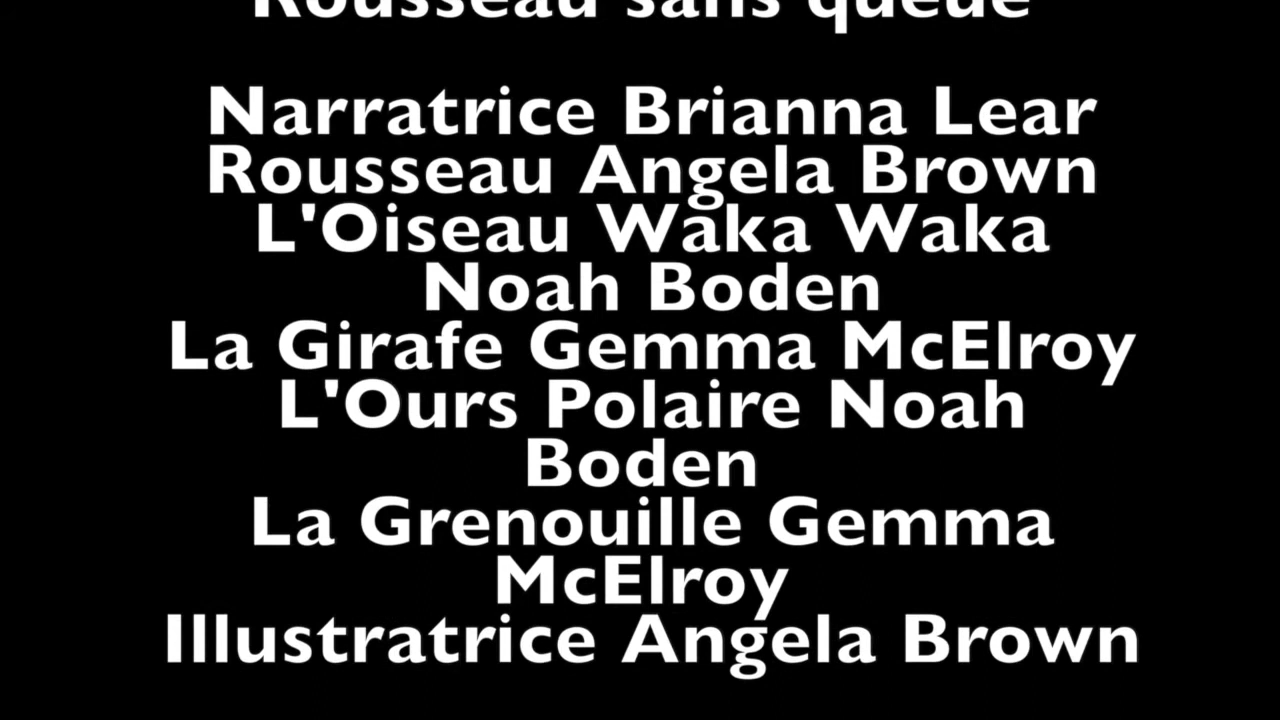 Rousseau sans queue
Narratrice Brianna Lear
Rousseau Angela Brown
L'Oiseau Waka Waka
Noah Boden
La Girafe Gemma McElroy
L'Ours Polaire Noah
Boden
La Grenouille Gemma
McElroy
Illustratrice Angela Brown